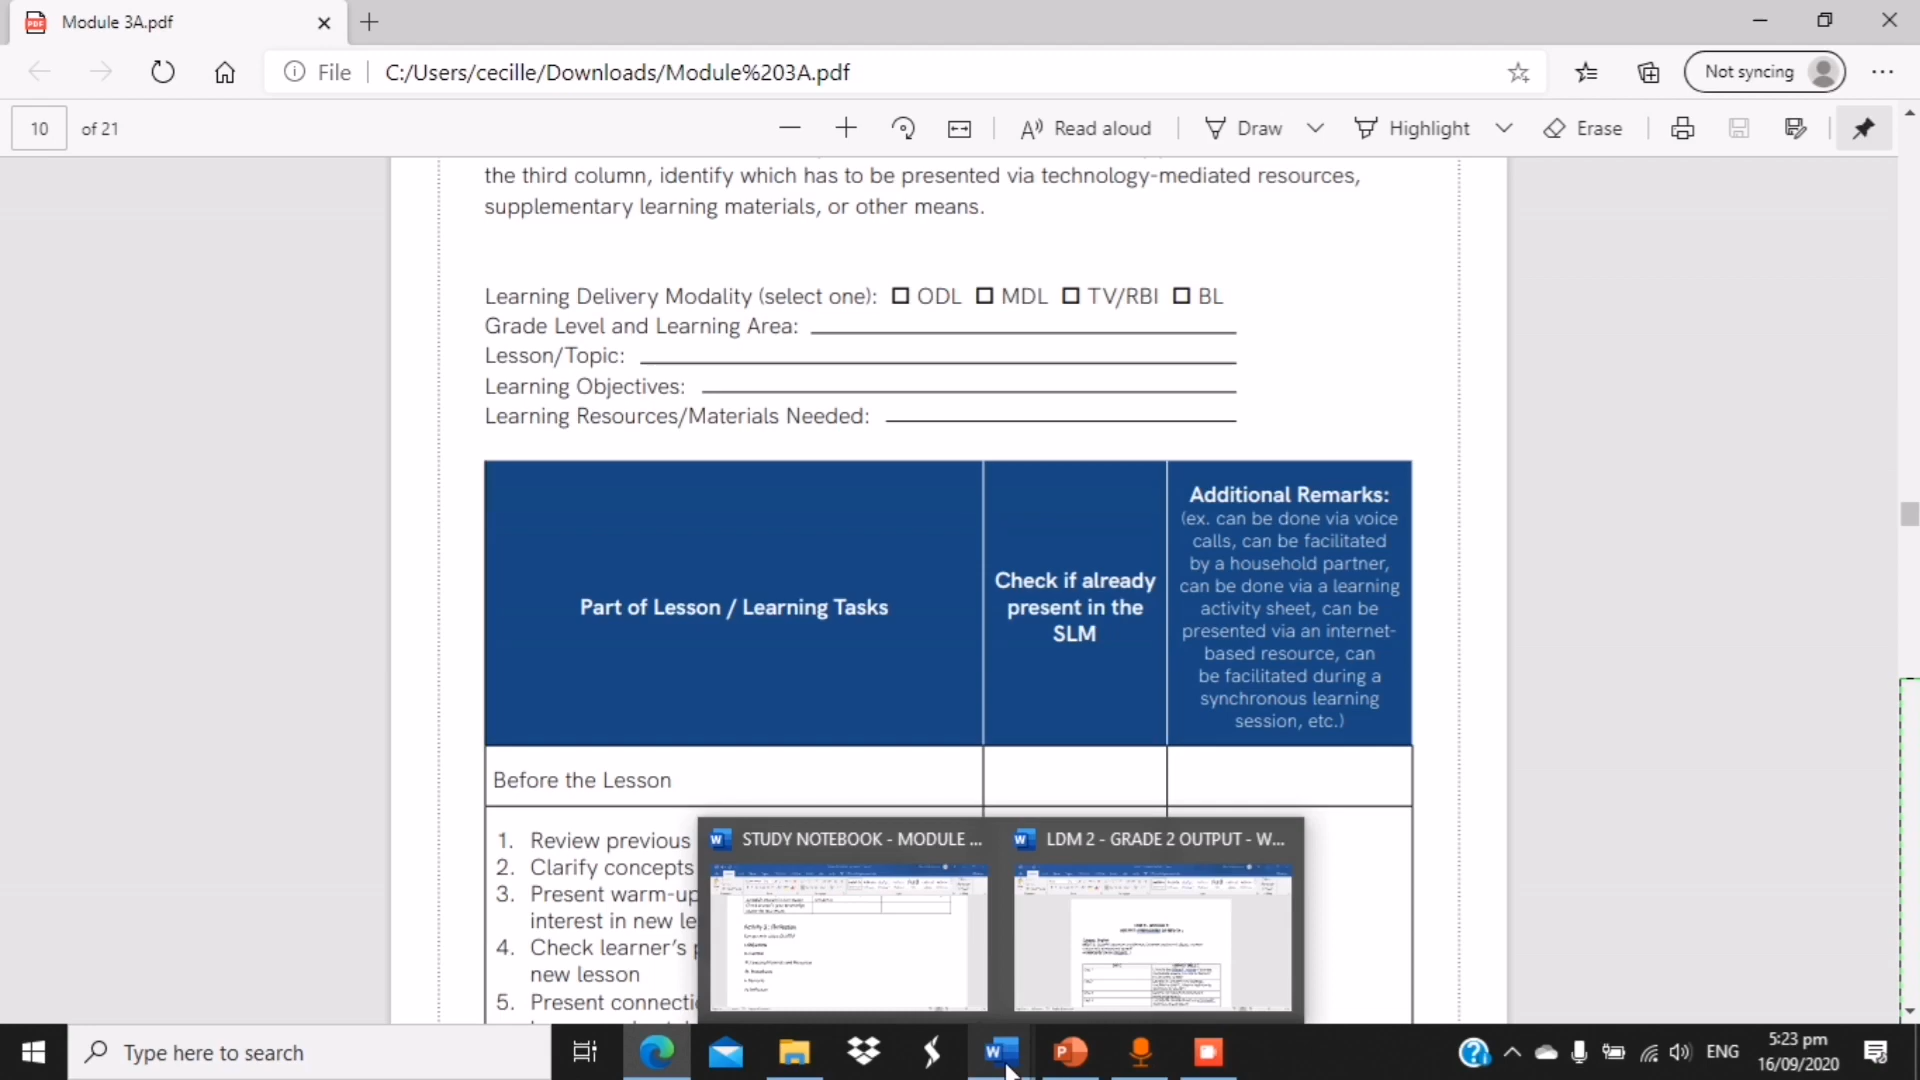 Module 3A.pdf
File
C:/Users/cecille/Downloads/Module%203A.pdf
Not syncing
10 of 21
Read aloud
Draw
Highlight
Erase
the third column, identify which has to be presented via technology-mediated resources,
supplementary learning materials, or other means.
Learning Delivery Modality (select one): ☐ ODL ☐ MDL ☐ TV/RBI ☐ BL
Grade Level and Learning Area:
Lesson/Topic:
Learning Objectives:
Learning Resources/Materials Needed:
Part of Lesson / Learning Tasks
Check if already
present in the
SLM
Additional Remarks:
(ex. can be done via voice
calls, can be facilitated
by a household partner,
can be done via a learning
activity sheet, can be
presented via an internet-
based resource, can
be facilitated during a
synchronous learning
session, etc.)
Before the Lesson
1. Review previous
2. Clarify concepts
3. Present warm-up
interest in new le
4. Check learner's
new lesson
5. Present connecti
STUDY NOTEBOOK - MODULE ...
LDM 2 - GRADE 2 OUTPUT - W...
Type here to search
ENG
5:23 pm
16/09/2020